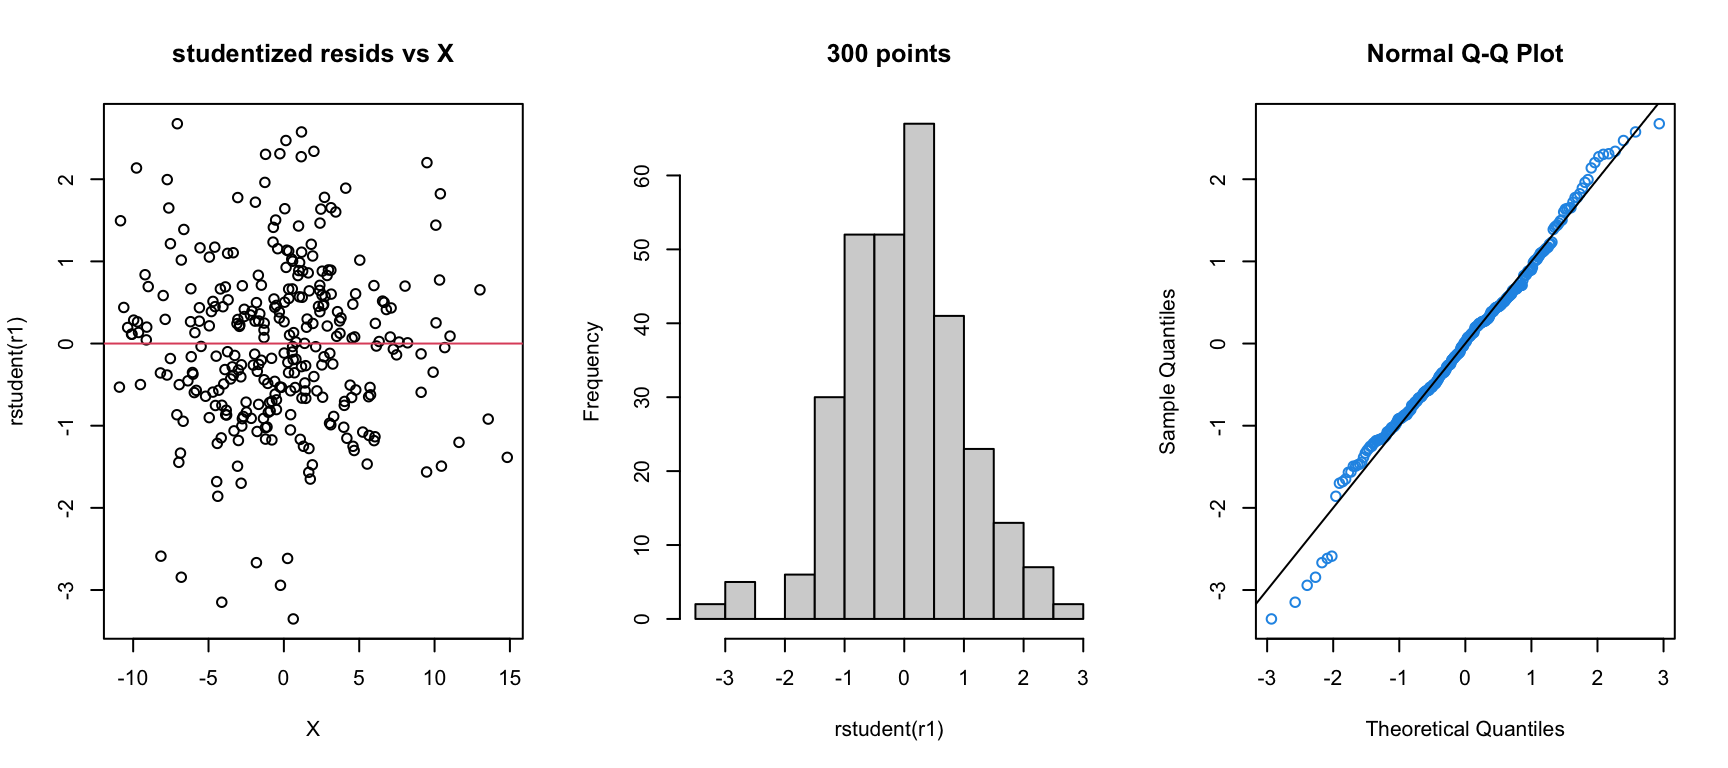 studentized resids vs X
rstudent(r1)
2
1
0
-1
-2
-3
-10 -5 0 5 10 15
X
300 points
Frequency
60
50
40
30
20
10
0
-3 -2 -1 0 1 2 3
rstudent(r1)
Normal Q-Q Plot
Sample Quantiles
2
1
0
-1
-2
-3
-3 -2 -1 0 1 2 3
Theoretical Quantiles